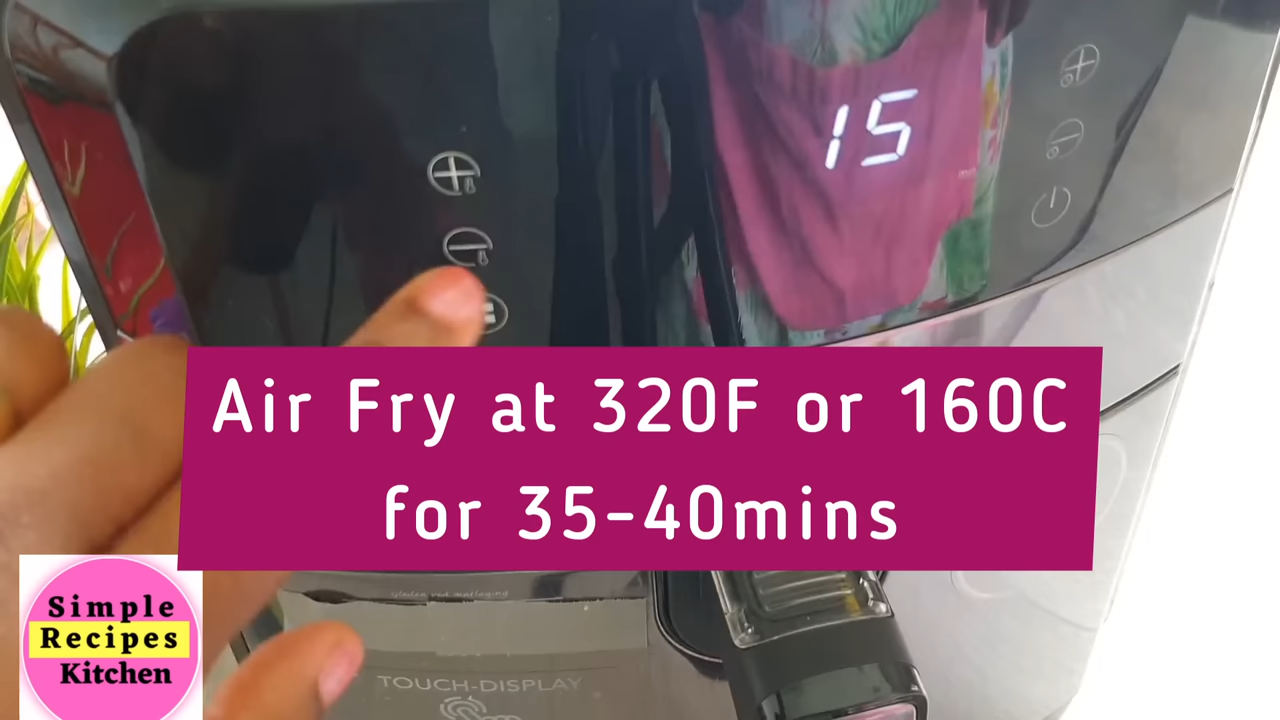 15
Air Fry at 320F or 160C
for 35-40mins
Simple
Recipes
Kitchen
TOUCH-DISPLAY